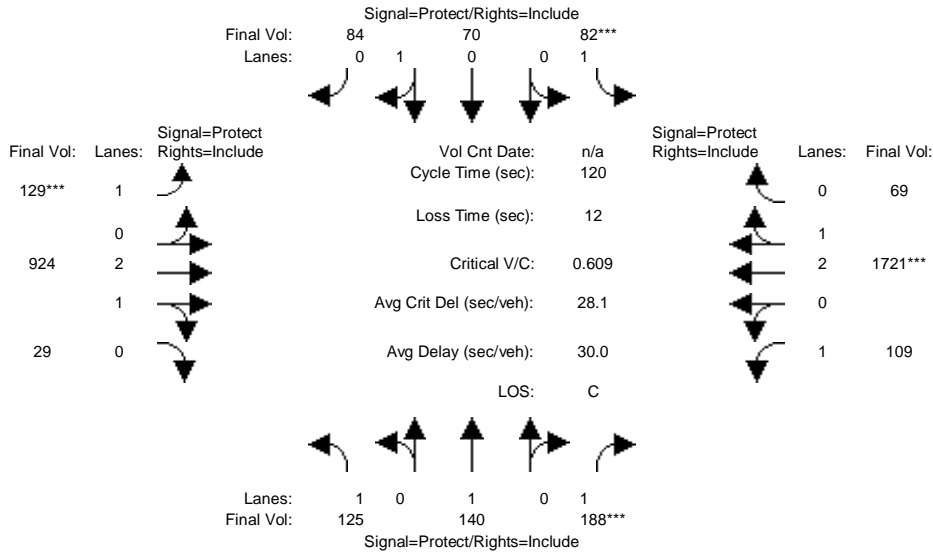 Signal=Protect/Rights=Include
Final Vol: 84 70 82***
Lanes: 0 1 0 0 1
Signal=Protect Signal=Protect
Final Vol: Lanes: Rights=Include Vol Cnt Date: n/a Rights=Include Lanes: Final Vol:
Cycle Time (sec): 120
129*** 1 0 69
Loss Time (sec): 12
0 1
924 2 Critical V/C: 0.609 2 1721***
1 Avg Crit Del (sec/veh): 28.1 0
29 0 Avg Delay (sec/veh): 30.0 1 109
LOS: C
Lanes: 1 0 1 0 1
Final Vol: 125 140 188***
Signal=Protect/Rights=Include